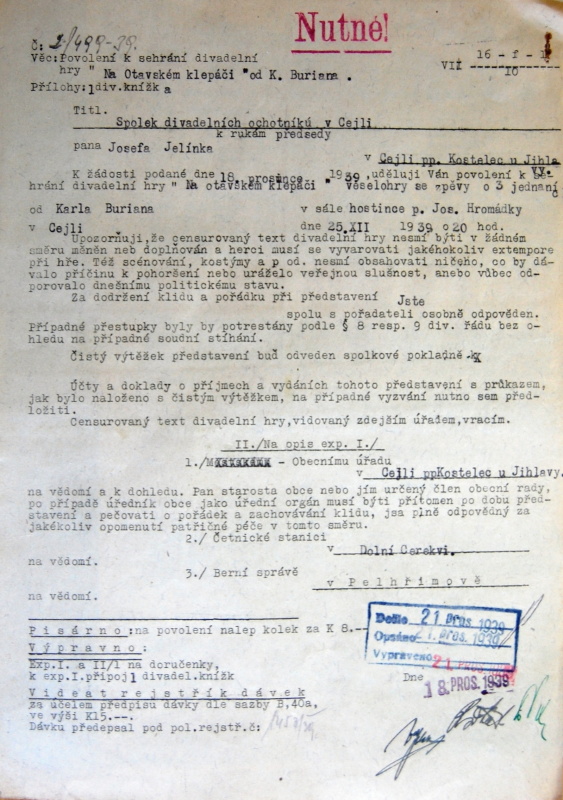 Nutné!
Č: 2/499-39.
Věc: Povolení k sehrání divadelní
hry " Na Otavském klepáči " od K. Buriana .
Přílohy: 1 div. knížka
16 - I - 1
VII 10
Titl.
Spolek divadelních ochotníků v Cejli
k rukám předsedy
pana Josefa Jelínka
v Cejli pp. Kostelec u Jihla
K žádosti podané dne 18. prosince 1939, uděluji Vám povolení k se-
hrání divadelní hry " Na otavském klepáči " Veselohry se zpěvy o 3 jednáních
od Karla Buriana v sále hostince p. Jos. Hromádky
v Cejli dne 25.XII 1939 o 20 hod.
Upozorňuji, že censurovaný text divadelní hry nesmí býti v žádném
směru měněn neb doplňován a herci musí se vyvarovati jakéhokoliv extempore
při hře. Též scénování, kostýmy a p od. nesmí obsahovati ničeho, co by dá-
valo příčinu k pohoršení nebo uráželo veřejnou slušnost, anebo vůbec od-
porovalo dnešnímu politickému stavu.
Za dodržení klidu a pořádku při představení Jste
spolu s pořadateli osobně odpověden.
Případné přestupky byly by potrestány podle § 8 resp. 9 div. řádu bez o-
hledu na případné soudní stíhání.
Čistý výtěžek představení buď odveden spolkové pokladně.
Účty a doklady o příjmech a vydáních tohoto představení s průkazem,
jak bylo naloženo s čistým výtěžkem, na případné vyzvání nutno sem před-
ložiti.
Censurovaný text divadelní hry, vidovaný zdejším úřadem, vracím.
II./Na opis exp. I./
1./ - Obecnímu úřadu
v Cejli ppKostelec u Jihlavy.
na vědomí a k dohledu. Pan starosta obce nebo jím určený člen obecní rady,
po případě úředník obce jako úřední orgán musí býti přítomen po dobu před-
stavení a pečovati o pořádek a zachovávání klidu, jsa plně odpovědný za
jakékoliv opomenutí patřičné péče v tomto směru.
2./ Četnické stanici
v Dolní Cerekvi.
na vědomí.
3./ Berní správě
v Pelhřimově
na vědomí.
Písárno: na povolení nalep kolek za K 8.--
Výpravno:
Exp.I. a II/1 na doručenky,
k exp.I.připoj 1 divadel.knížk
Videat rejstřík dávek
za účelem předpisu dávky dle sazby B,40a,
ve výši K15.--.
Dávku předepsal pod pol.rejstř.č:
Došlo 21 pros. 1939
Opsáno 21. pros. 1939
Vypraveno 21 PROS.
Dne 18. PROS. 1939